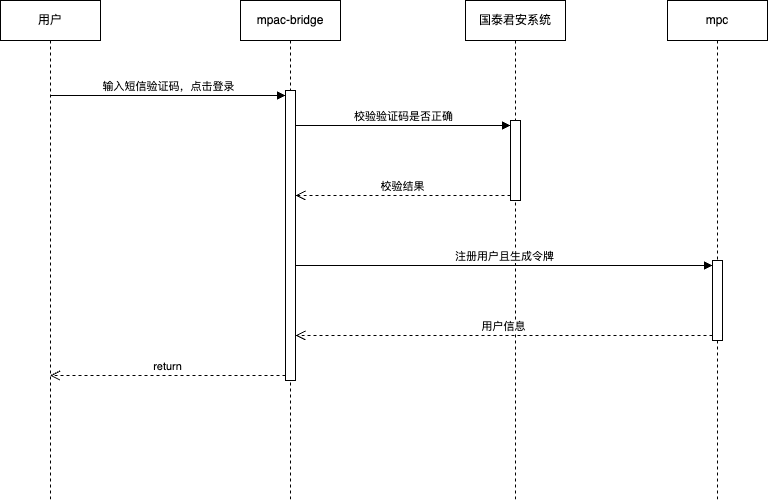 用户
mpac-bridge
国泰君安系统
mpc
输入短信验证码，点击登录
校验验证码是否正确
校验结果
注册用户且生成令牌
用户信息
return